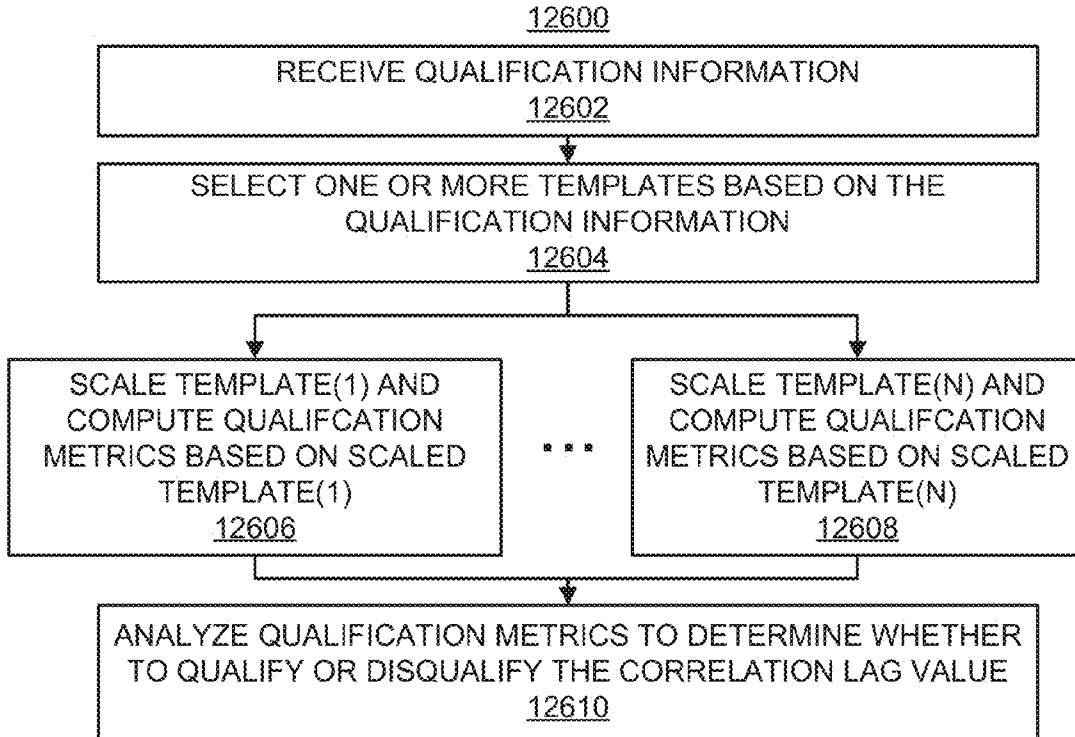 12600
RECEIVE QUALIFICATION INFORMATION
12602
SELECT ONE OR MORE TEMPLATES BASED ON THE
QUALIFICATION INFORMATION
12604
SCALE TEMPLATE(1) AND
COMPUTE QUALIFCATION
METRICS BASED ON SCALED
TEMPLATE(1)
12606
...
SCALE TEMPLATE(N) AND
COMPUTE QUALIFCATION
METRICS BASED ON SCALED
TEMPLATE(N)
12608
ANALYZE QUALIFICATION METRICS TO DETERMINE WHETHER
TO QUALIFY OR DISQUALIFY THE CORRELATION LAG VALUE
12610